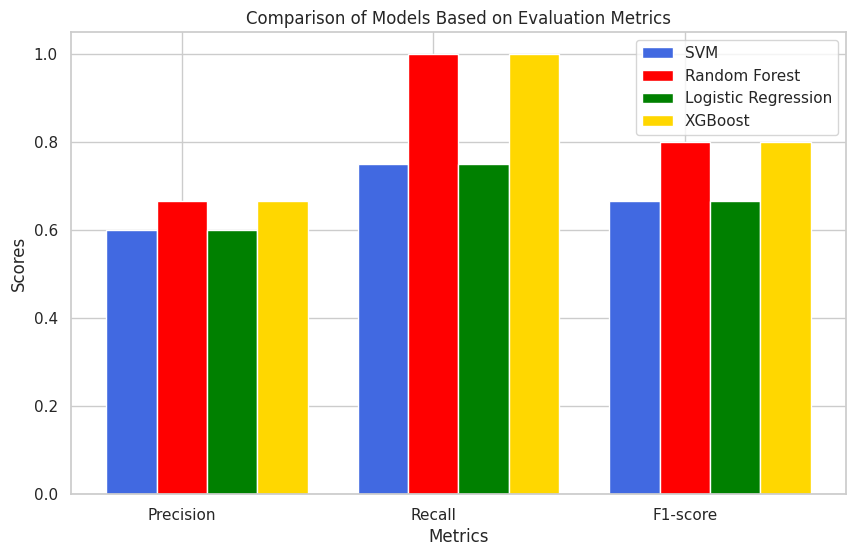 Comparison of Models Based on Evaluation Metrics
SVM
Random Forest
Logistic Regression
XGBoost
Scores
1.0
0.8
0.6
0.4
0.2
0.0
Precision Recall F1-score
Metrics